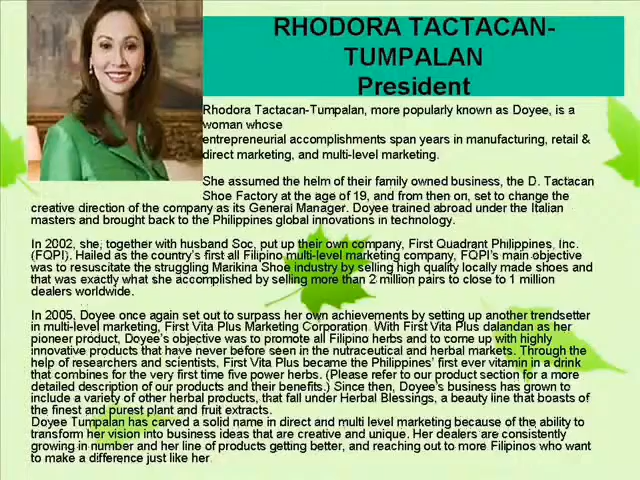 RHODORA TACTACAN-
TUMPALAN
President
Rhodora Tactacan-Tumpalan, more popularly known as Doyee, is a
woman whose
entrepreneurial accomplishments span years in manufacturing, retail &
direct marketing, and multi-level marketing.
She assumed the helm of their family owned business, the D. Tactacan
Shoe Factory at the age of 19, and from then on, set to change the
creative direction of the company as its General Manager. Doyee trained abroad under the Italian
masters and brought back to the Philippines global innovations in technology.
In 2002, she, together with husband Soc, put up their own company, First Quadrant Philippines, Inc.
(FQPI). Hailed as the country's first all Filipino multi-level marketing company, FQPI's main objective
was to resuscitate the struggling Marikina Shoe industry by selling high quality locally made shoes and
that was exactly what she accomplished by selling more than 2 million pairs to close to 1 million
dealers worldwide.
In 2005, Doyee once again set out to surpass her own achievements by setting up another trendsetter
in multi-level marketing, First Vita Plus Marketing Corporation. With First Vita Plus dalandan as her
pioneer product, Doyee's objective was to promote all Filipino herbs and to come up with highly
innovative products that have never before seen in the nutraceutical and herbal markets. Through the
help of researchers and scientists, First Vita Plus became the Philippines' first ever vitamin in a drink
that combines for the very first time five power herbs. (Please refer to our product section for a more
detailed description of our products and their benefits.) Since then, Doyee's business has grown to
include a variety of other herbal products, that fall under Herbal Blessings, a beauty line that boasts of
the finest and purest plant and fruit extracts.
Doyee Tumpalan has carved a solid name in direct and multi level marketing because of the ability to
transform her vision into business ideas that are creative and unique. Her dealers are consistently
growing in number and her line of products getting better, and reaching out to more Filipinos who want
to make a difference just like her